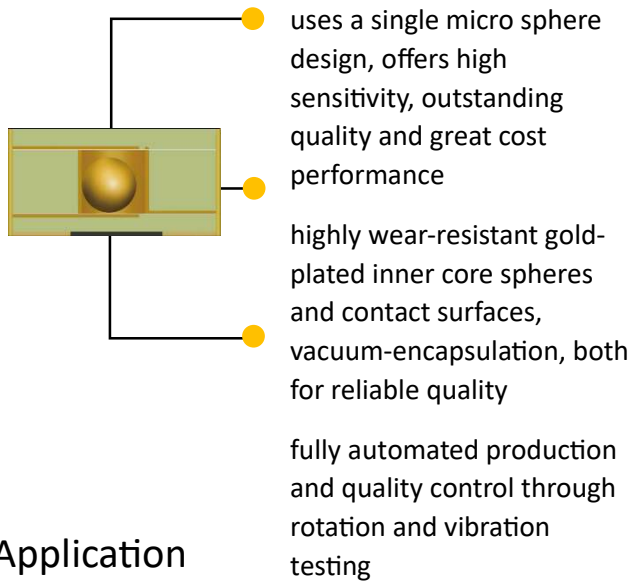 uses a single micro sphere
design, offers high
sensitivity, outstanding
quality and great cost
performance
highly wear-resistant gold-
plated inner core spheres
and contact surfaces,
vacuum-encapsulation, both
for reliable quality
fully automated production
and quality control through
rotation and vibration
testing
Application